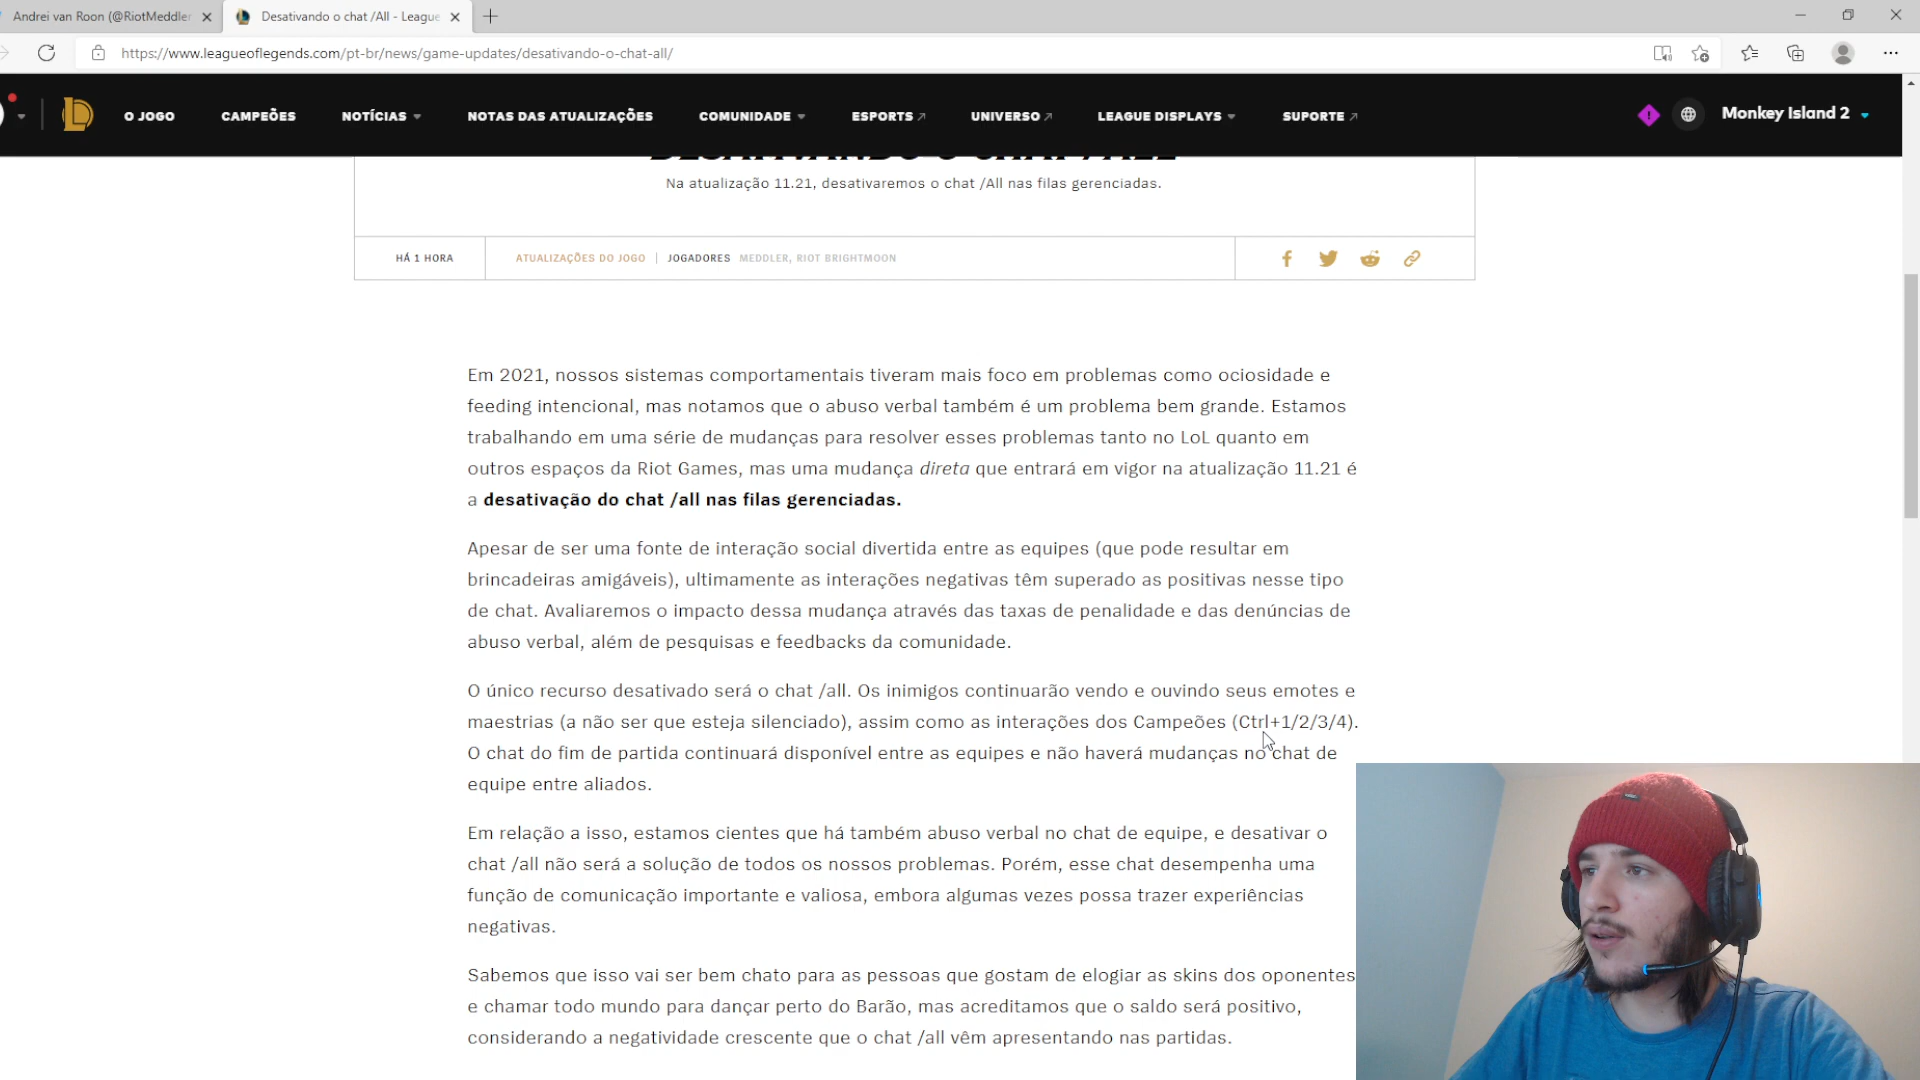 Andrei van Roon (@RiotMeddler
Desativando o chat /All - League
https://www.leagueoflegends.com/pt-br/news/game-updates/desativando-o-chat-all/
O JOGO CAMPEÕES NOTÍCIAS NOTAS DAS ATUALIZAÇÕES COMUNIDADE ESPORTS UNIVERSO LEAGUE DISPLAYS SUPORTE Monkey Island 2
DESATIVANDO O CHAT /ALL
Na atualização 11.21, desativaremos o chat /All nas filas gerenciadas.
HÁ 1 HORA ATUALIZAÇÕES DO JOGO | JOGADORES MEDDLER, RIOT BRIGHTMOON
Em 2021, nossos sistemas comportamentais tiveram mais foco em problemas como ociosidade e
feeding intencional, mas notamos que o abuso verbal também é um problema bem grande. Estamos
trabalhando em uma série de mudanças para resolver esses problemas tanto no LoL quanto em
outros espaços da Riot Games, mas uma mudança direta que entrará em vigor na atualização 11.21 é
a desativação do chat /all nas filas gerenciadas.
Apesar de ser uma fonte de interação social divertida entre as equipes (que pode resultar em
brincadeiras amigáveis), ultimamente as interações negativas têm superado as positivas nesse tipo
de chat. Avaliaremos o impacto dessa mudança através das taxas de penalidade e das denúncias de
abuso verbal, além de pesquisas e feedbacks da comunidade.
O único recurso desativado será o chat /all. Os inimigos continuarão vendo e ouvindo seus emotes e
maestrias (a não ser que esteja silenciado), assim como as interações dos Campeões (Ctrl+1/2/3/4).
O chat do fim de partida continuará disponível entre as equipes e não haverá mudanças no chat de
equipe entre aliados.
Em relação a isso, estamos cientes que há também abuso verbal no chat de equipe, e desativar o
chat /all não será a solução de todos os nossos problemas. Porém, esse chat desempenha uma
função de comunicação importante e valiosa, embora algumas vezes possa trazer experiências
negativas.
Sabemos que isso vai ser bem chato para as pessoas que gostam de elogiar as skins dos oponentes
e chamar todo mundo para dançar perto do Barão, mas acreditamos que o saldo será positivo,
considerando a negatividade crescente que o chat /all vêm apresentando nas partidas.